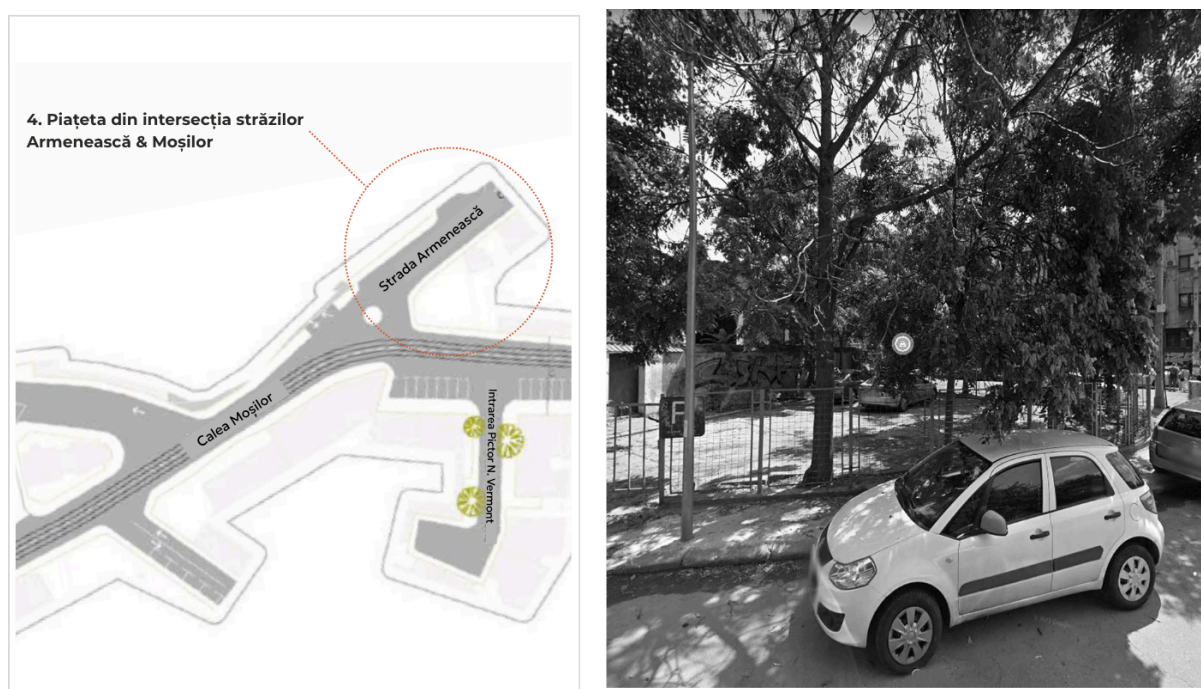 4. Piațeta din intersecția străzilor
Armenească & Moșilor
Strada Armenească
Calea Moșilor
Intrarea Pictor N. Vermont